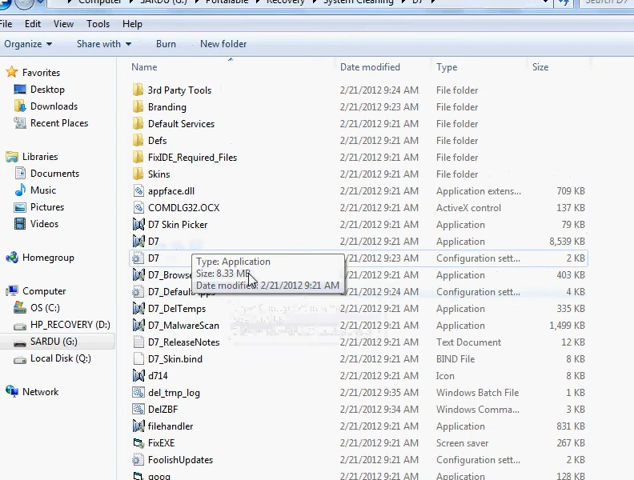 Computer ▸ SARDU (G:) ▸ Portalable ▸ Recovery ▸ System Cleaning ▸ D7 ▸ Search D7
File Edit View Tools Help
Organize Share with Burn New folder
Name Date modified Type Size
Favorites
Desktop
Downloads
Recent Places
Libraries
Documents
Music
Pictures
Videos
Homegroup
Computer
OS (C:)
HP_RECOVERY (D:)
SARDU (G:)
Local Disk (Q:)
Network
3rd Party Tools 2/21/2012 9:24 AM File folder
Branding 2/21/2012 9:23 AM File folder
Default Services 2/21/2012 9:21 AM File folder
Defs 2/21/2012 9:21 AM File folder
FixIDE_Required_Files 2/21/2012 9:21 AM File folder
Skins 2/21/2012 9:21 AM File folder
appface.dll 2/21/2012 9:21 AM Application extens... 709 KB
COMDLG32.OCX 2/21/2012 9:21 AM ActiveX control 137 KB
D7 Skin Picker 2/21/2012 9:21 AM Application 79 KB
D7 2/21/2012 9:21 AM Application 8,539 KB
D7 2/21/2012 9:23 AM Configuration sett... 2 KB
Type: Application
Size: 8.33 MB
Date modified: 2/21/2012 9:21 AM
D7_Browse 2/21/2012 9:21 AM Application 403 KB
D7_DefaultApps 2/21/2012 9:24 AM Configuration sett... 4 KB
D7_DelTemps 2/21/2012 9:21 AM Application 335 KB
D7_MalwareScan 2/21/2012 9:21 AM Application 1,499 KB
D7_ReleaseNotes 2/21/2012 9:21 AM Text Document 12 KB
D7_Skin.bind 2/21/2012 9:21 AM BIND File 8 KB
d714 2/21/2012 9:21 AM Icon 8 KB
del_tmp_log 2/21/2012 9:35 AM Windows Batch File 1 KB
DelZBF 2/21/2012 9:34 AM Windows Comma... 3 KB
filehandler 2/21/2012 9:21 AM Application 831 KB
FixEXE 2/21/2012 9:21 AM Screen saver 267 KB
FoolishUpdates 2/21/2012 9:21 AM Configuration sett... 2 KB
goog 2/21/2012 9:21 AM Application 128 KB